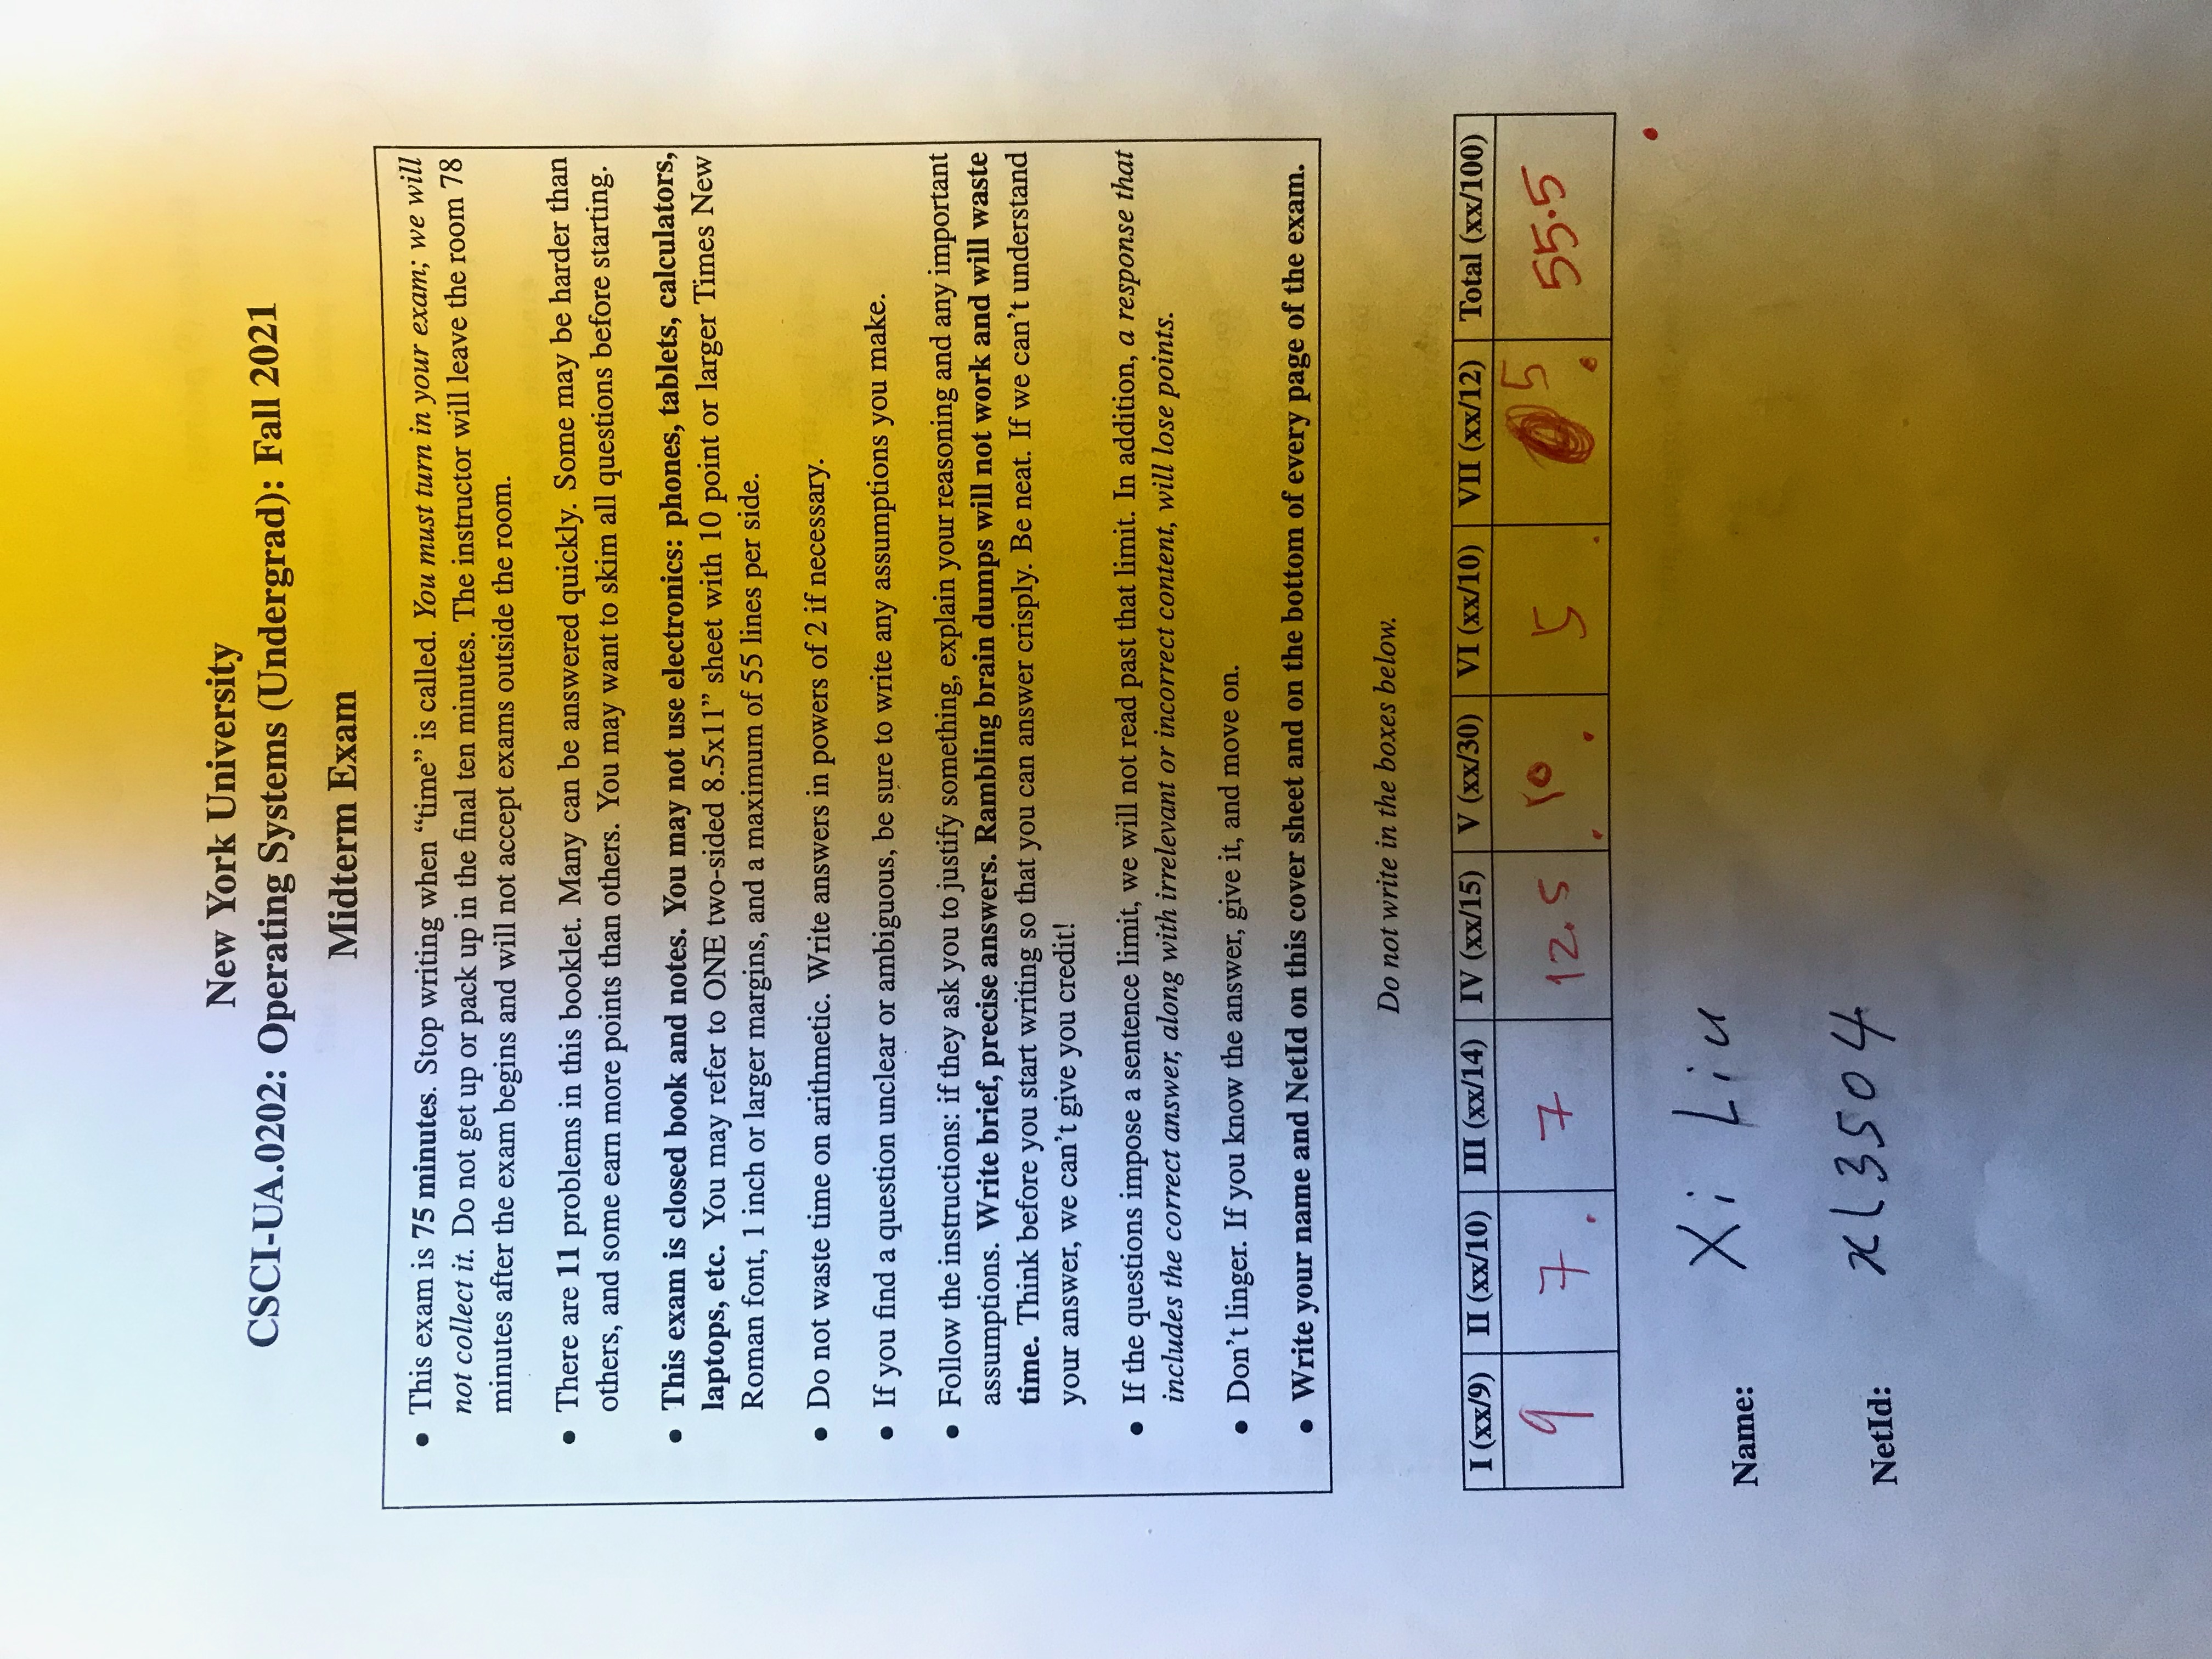 New York University
CSCI-UA.0202: Operating Systems (Undergrad): Fall 2021
Midterm Exam
• This exam is 75 minutes. Stop writing when “time” is called. You must turn in your exam; we will
not collect it. Do not get up or pack up in the final ten minutes. The instructor will leave the room 78
minutes after the exam begins and will not accept exams outside the room.
• There are 11 problems in this booklet. Many can be answered quickly. Some may be harder than
others, and some earn more points than others. You may want to skim all questions before starting.
• This exam is closed book and notes. You may not use electronics: phones, tablets, calculators,
laptops, etc. You may refer to ONE two-sided 8.5x11” sheet with 10 point or larger Times New
Roman font, 1 inch or larger margins, and a maximum of 55 lines per side.
• Do not waste time on arithmetic. Write answers in powers of 2 if necessary.
• If you find a question unclear or ambiguous, be sure to write any assumptions you make.
• Follow the instructions: if they ask you to justify something, explain your reasoning and any important
assumptions. Write brief, precise answers. Rambling brain dumps will not work and will waste
time. Think before you start writing so that you can answer crisply. Be neat. If we can’t understand
your answer, we can’t give you credit!
• If the questions impose a sentence limit, we will not read past that limit. In addition, a response that
includes the correct answer, along with irrelevant or incorrect content, will lose points.
• Don’t linger. If you know the answer, give it, and move on.
• Write your name and NetId on this cover sheet and on the bottom of every page of the exam.
Do not write in the boxes below.
I (xx/9) II (xx/10) III (xx/14) IV (xx/15) V (xx/30) VI (xx/10) VII (xx/12) Total (xx/100)
9 7 7 12.5 10 5 5 55.5
Name: Xi Liu
NetId: xl3504